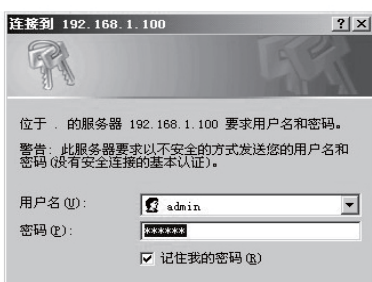 连接到 192.168.1.100
位于 . 的服务器 192.168.1.100 要求用户名和密码。
警告: 此服务器要求以不安全的方式发送您的用户名和
密码(没有安全连接的基本认证)。
用户名(U):
admin
密码(P):
******
记住我的密码(R)